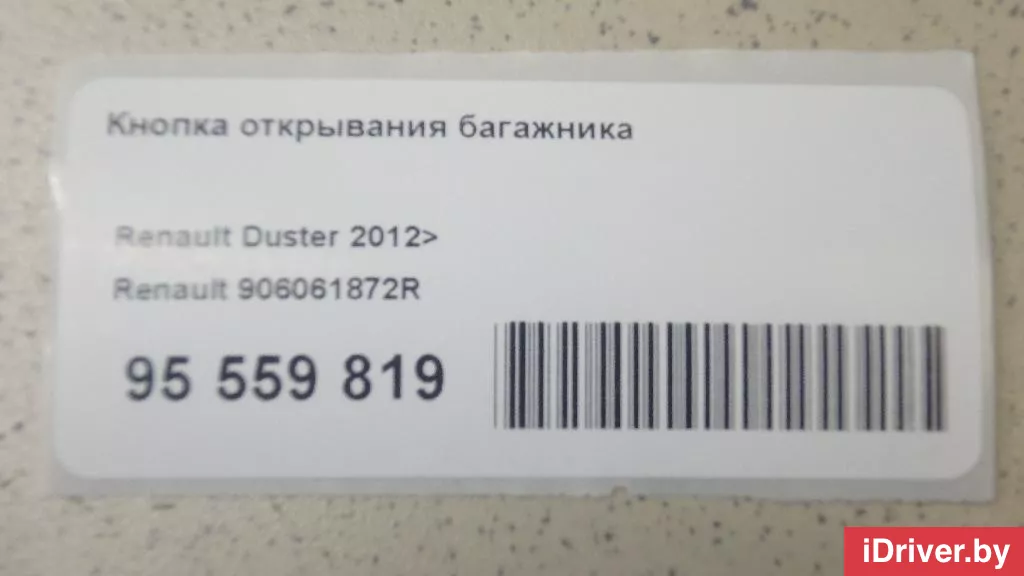 Кнопка открывания багажника
Renault Duster 2012>
Renault 906061872R
95 559 819
iDriver.by